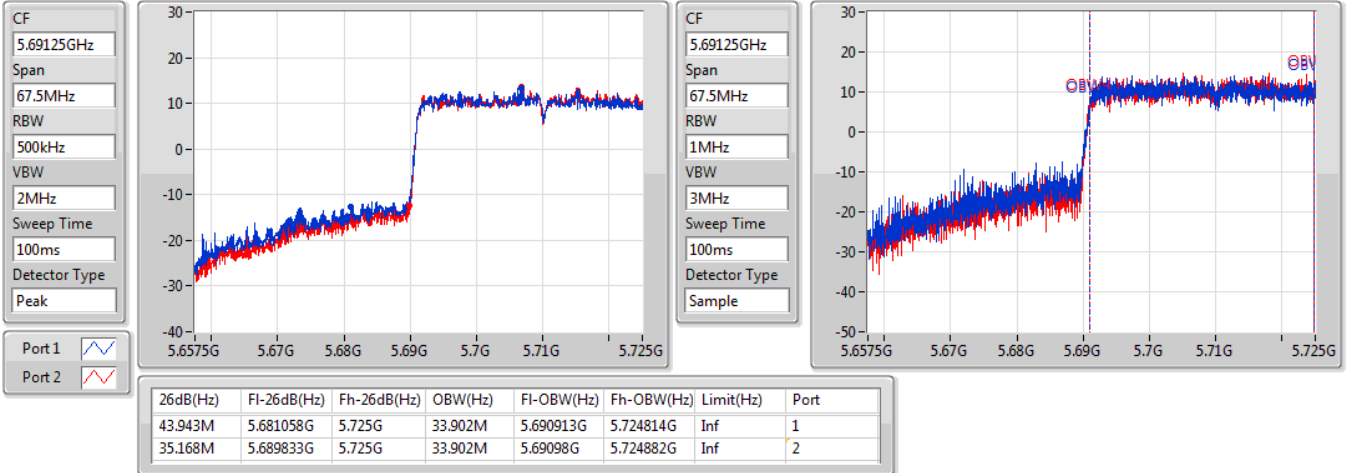 CF
5.69125GHz
Span
67.5MHz
RBW
500kHz
VBW
2MHz
Sweep Time
100ms
Detector Type
Peak
Port 1
Port 2
30
20
10
0
-10
-20
-30
-40
5.6575G 5.67G 5.68G 5.69G 5.7G 5.71G 5.725G
CF
5.69125GHz
Span
67.5MHz
RBW
1MHz
VBW
3MHz
Sweep Time
100ms
Detector Type
Sample
30
20
10
0
-10
-20
-30
-40
-50
OBV
5.6575G 5.67G 5.68G 5.69G 5.7G 5.71G 5.725G
26dB(Hz) Fl-26dB(Hz) Fh-26dB(Hz) OBW(Hz) Fl-OBW(Hz) Fh-OBW(Hz) Limit(Hz) Port
43.943M 5.681058G 5.725G 33.902M 5.690913G 5.724814G Inf 1
35.168M 5.689833G 5.725G 33.902M 5.69098G 5.724882G Inf 2